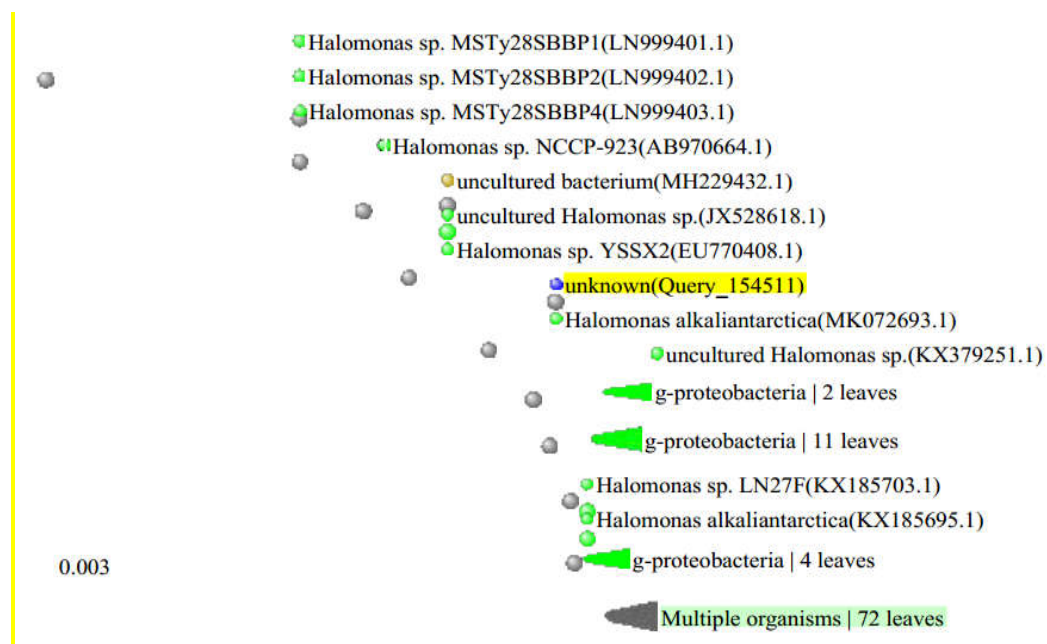 Halomonas sp. MSTy28SBBP1(LN999401.1)
Halomonas sp. MSTy28SBBP2(LN999402.1)
Halomonas sp. MSTy28SBBP4(LN999403.1)
Halomonas sp. NCCP-923(AB970664.1)
uncultured bacterium(MH229432.1)
uncultured Halomonas sp.(JX528618.1)
Halomonas sp. YSSX2(EU770408.1)
unknown(Query_154511)
Halomonas alkaliantarctica(MK072693.1)
uncultured Halomonas sp.(KX379251.1)
g-proteobacteria | 2 leaves
g-proteobacteria | 11 leaves
Halomonas sp. LN27F(KX185703.1)
Halomonas alkaliantarctica(KX185695.1)
g-proteobacteria | 4 leaves
0.003
Multiple organisms | 72 leaves